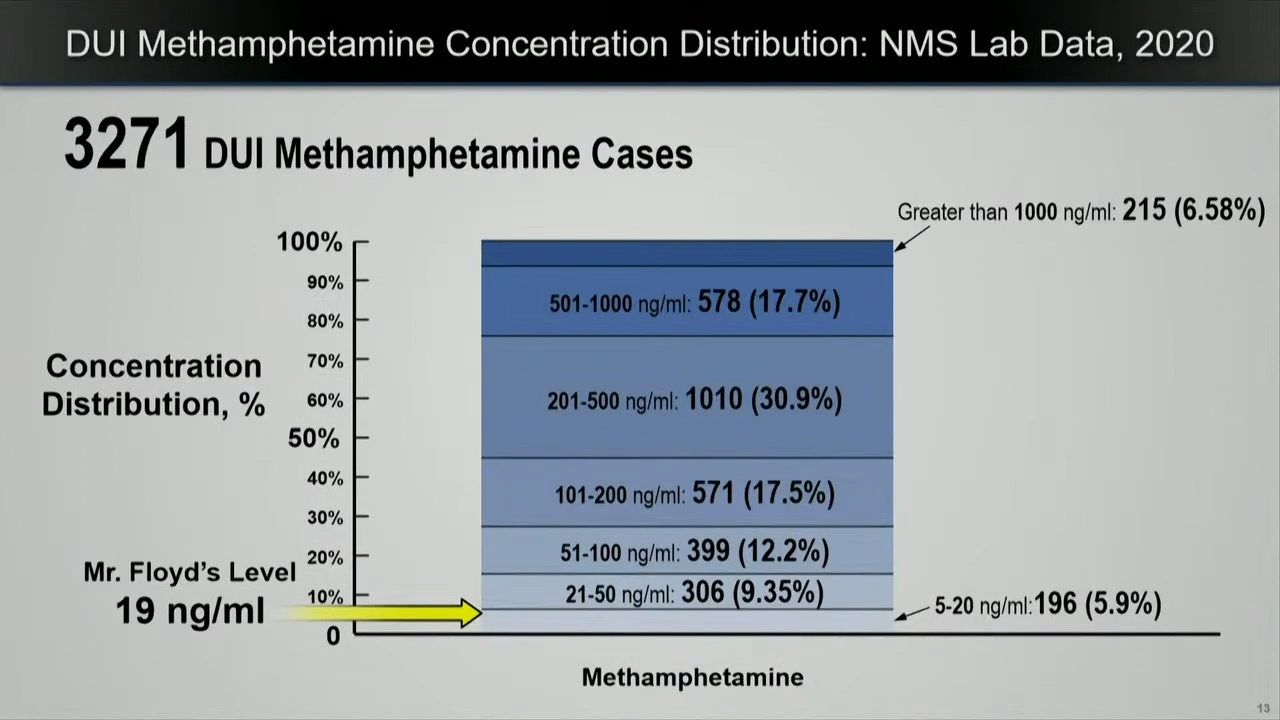 DUI Methamphetamine Concentration Distribution: NMS Lab Data, 2020
3271 DUI Methamphetamine Cases
Greater than 1000 ng/ml: 215 (6.58%)
100%
90%
501-1000 ng/ml: 578 (17.7%)
80%
Concentration
Distribution, %
70%
60%
201-500 ng/ml: 1010 (30.9%)
50%
40%
101-200 ng/ml: 571 (17.5%)
30%
20%
51-100 ng/ml: 399 (12.2%)
Mr. Floyd's Level
19 ng/ml
10%
21-50 ng/ml: 306 (9.35%)
5-20 ng/ml:196 (5.9%)
0
Methamphetamine
13